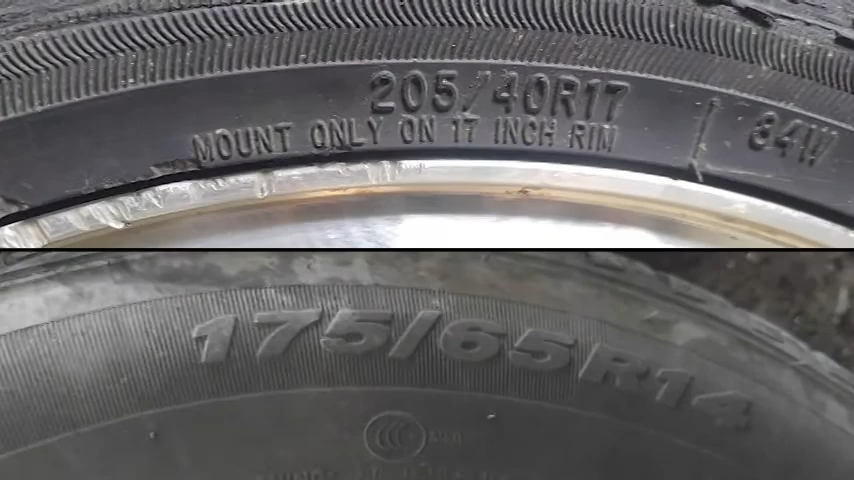 205/40R17
MOUNT ONLY ON 17 INCH RIM
84W
175/65R14